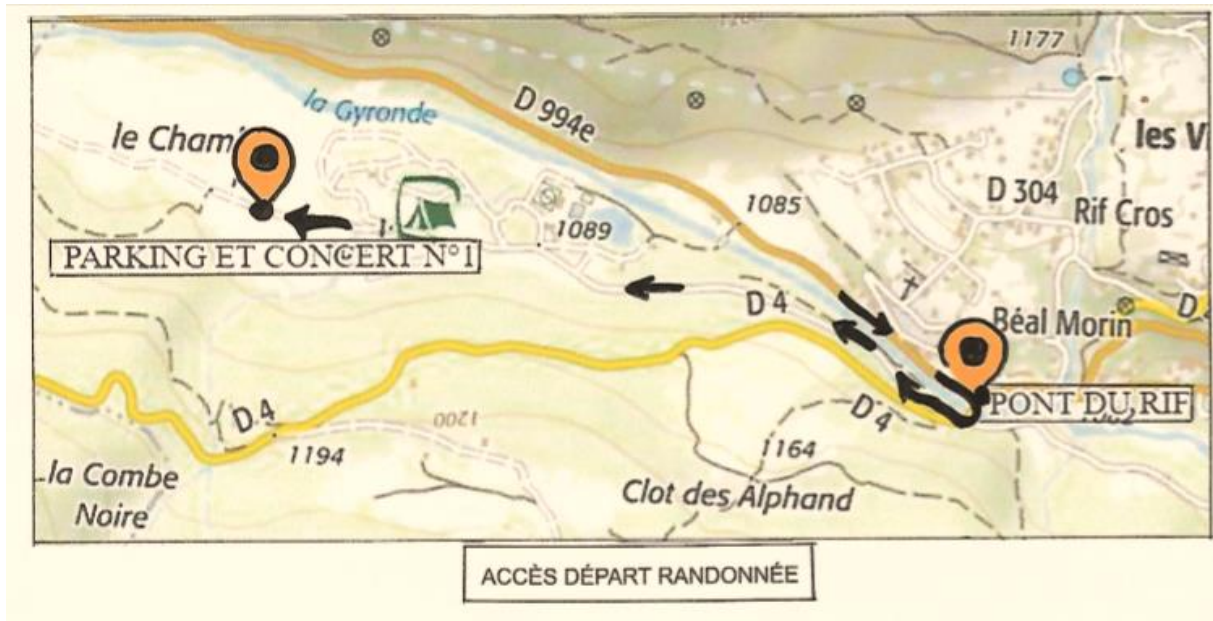 1200
1177
la Gyronde
D 994e
le Cham
les V
D 304
Rif Cros
1085
1089
PARKING ET CONCERT N°1
D 4
Béal Morin
D
PONT DU RIF
D 4
D 4
1200
1194
1164
la Combe
Noire
Clot des Alphand
ACCÈS DÉPART RANDONNÉE